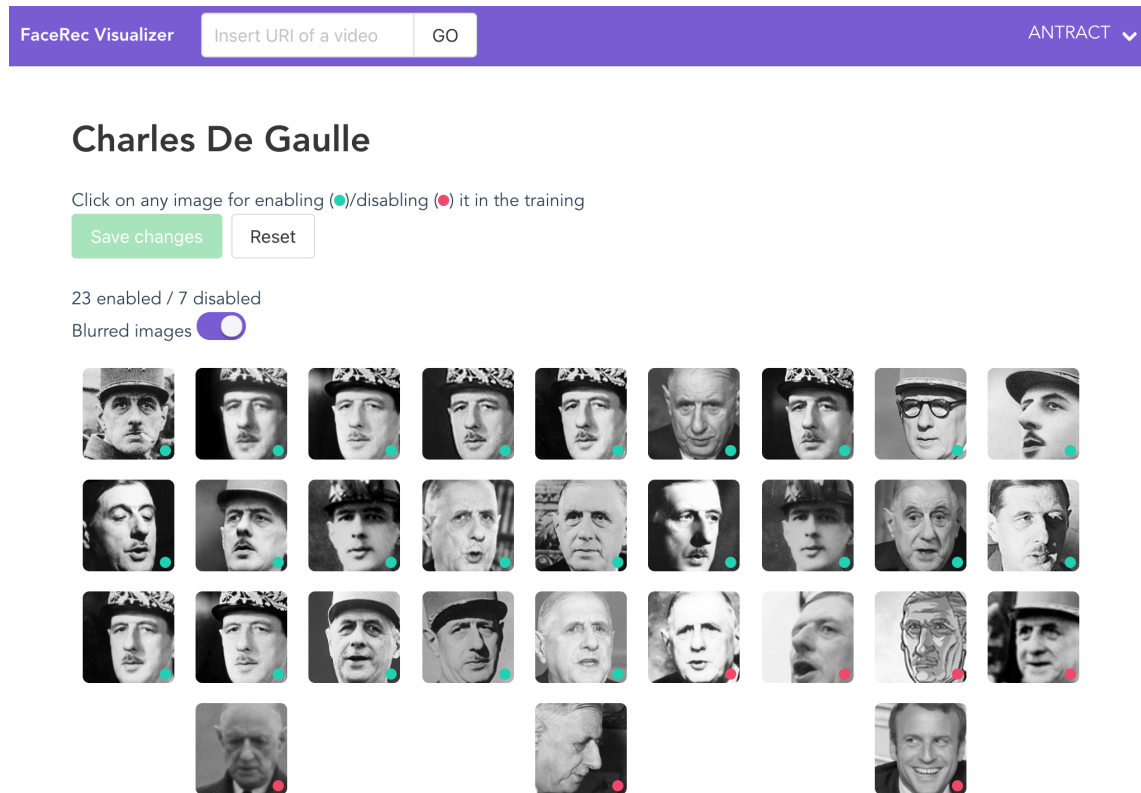 FaceRec Visualizer
Insert URI of a video
GO
ANTRACT
Charles De Gaulle
Click on any image for enabling (●)/disabling (●) it in the training
Save changes
Reset
23 enabled / 7 disabled
Blurred images